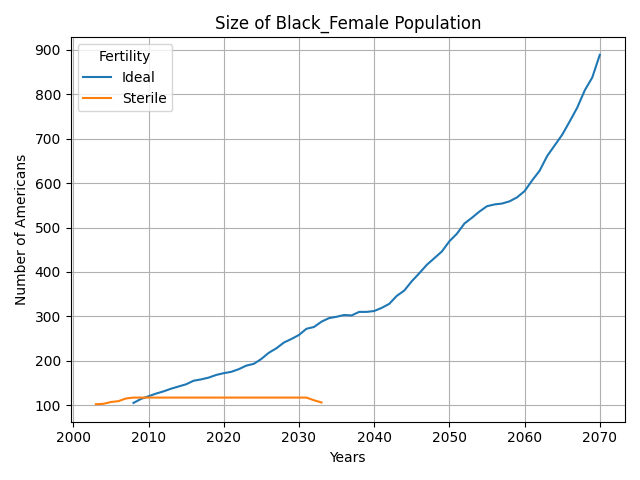 Size of Black_Female Population
Number of Americans
900
800
700
600
500
400
300
200
100
Fertility
Ideal
Sterile
2000 2010 2020 2030 2040 2050 2060 2070
Years